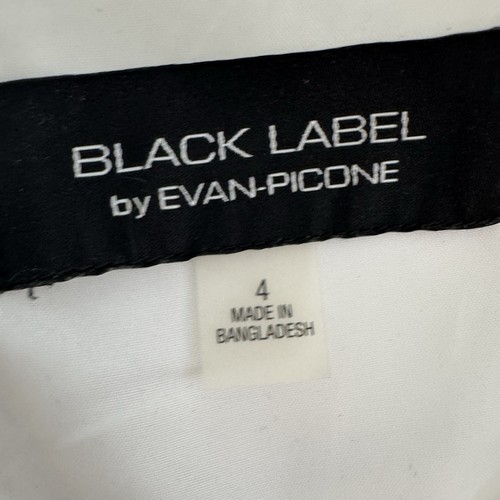 BLACK LABEL
by EVAN-PICONE
4
MADE IN
BANGLADESH